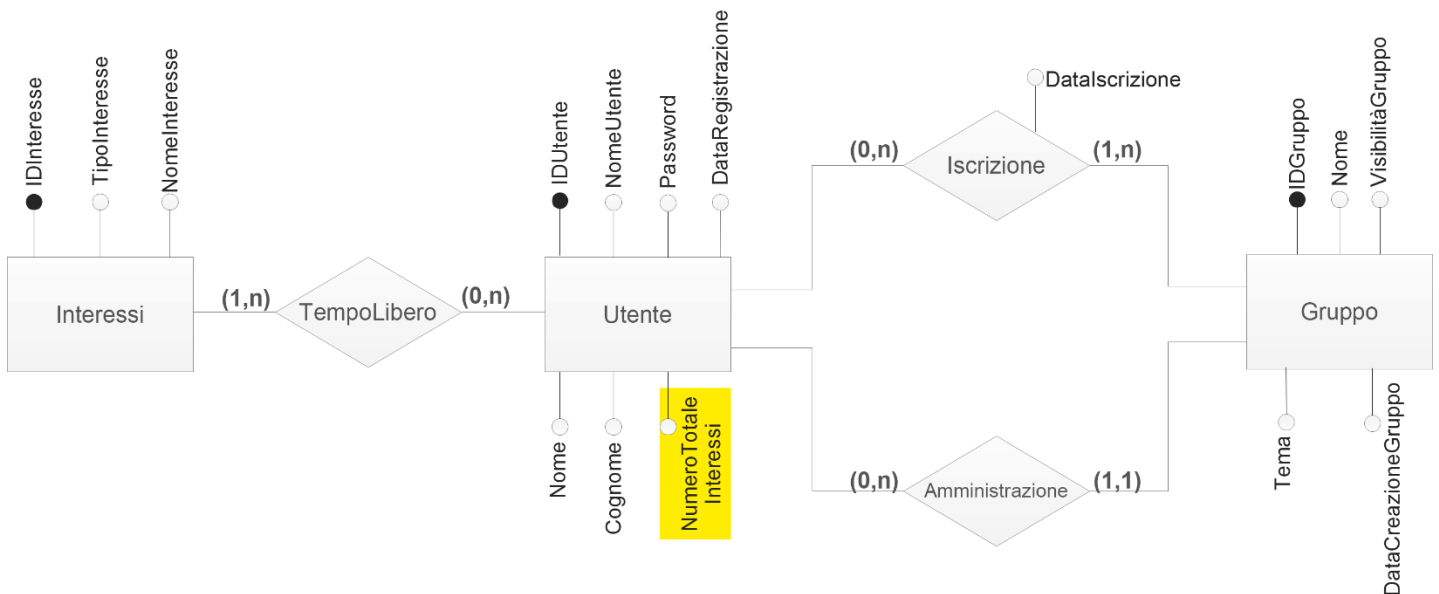 IDInteresse
TipoInteresse
NomeInteresse
Interessi
(1,n)
TempoLibero
(0,n)
IDUtente
NomeUtente
Password
DataRegistrazione
Utente
Nome
Cognome
NumeroTotale
Interessi
DataIscrizione
(0,n)
Iscrizione
(1,n)
(0,n)
Amministrazione
(1,1)
IDGruppo
Nome
VisibilitàGruppo
Gruppo
Tema
DataCreazioneGruppo